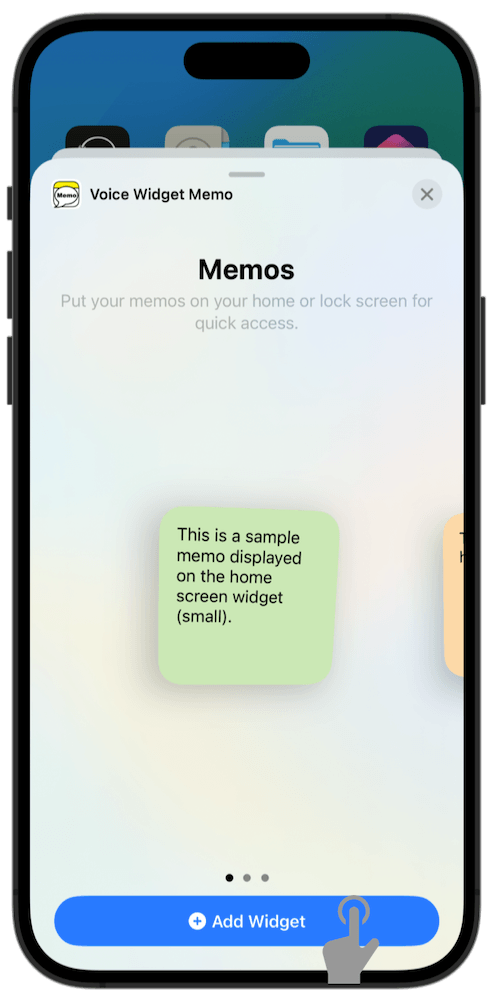 Memo
Voice Widget Memo
Memos
Put your memos on your home or lock screen for
quick access.
This is a sample
memo displayed
on the home
screen widget
(small).
Add Widget